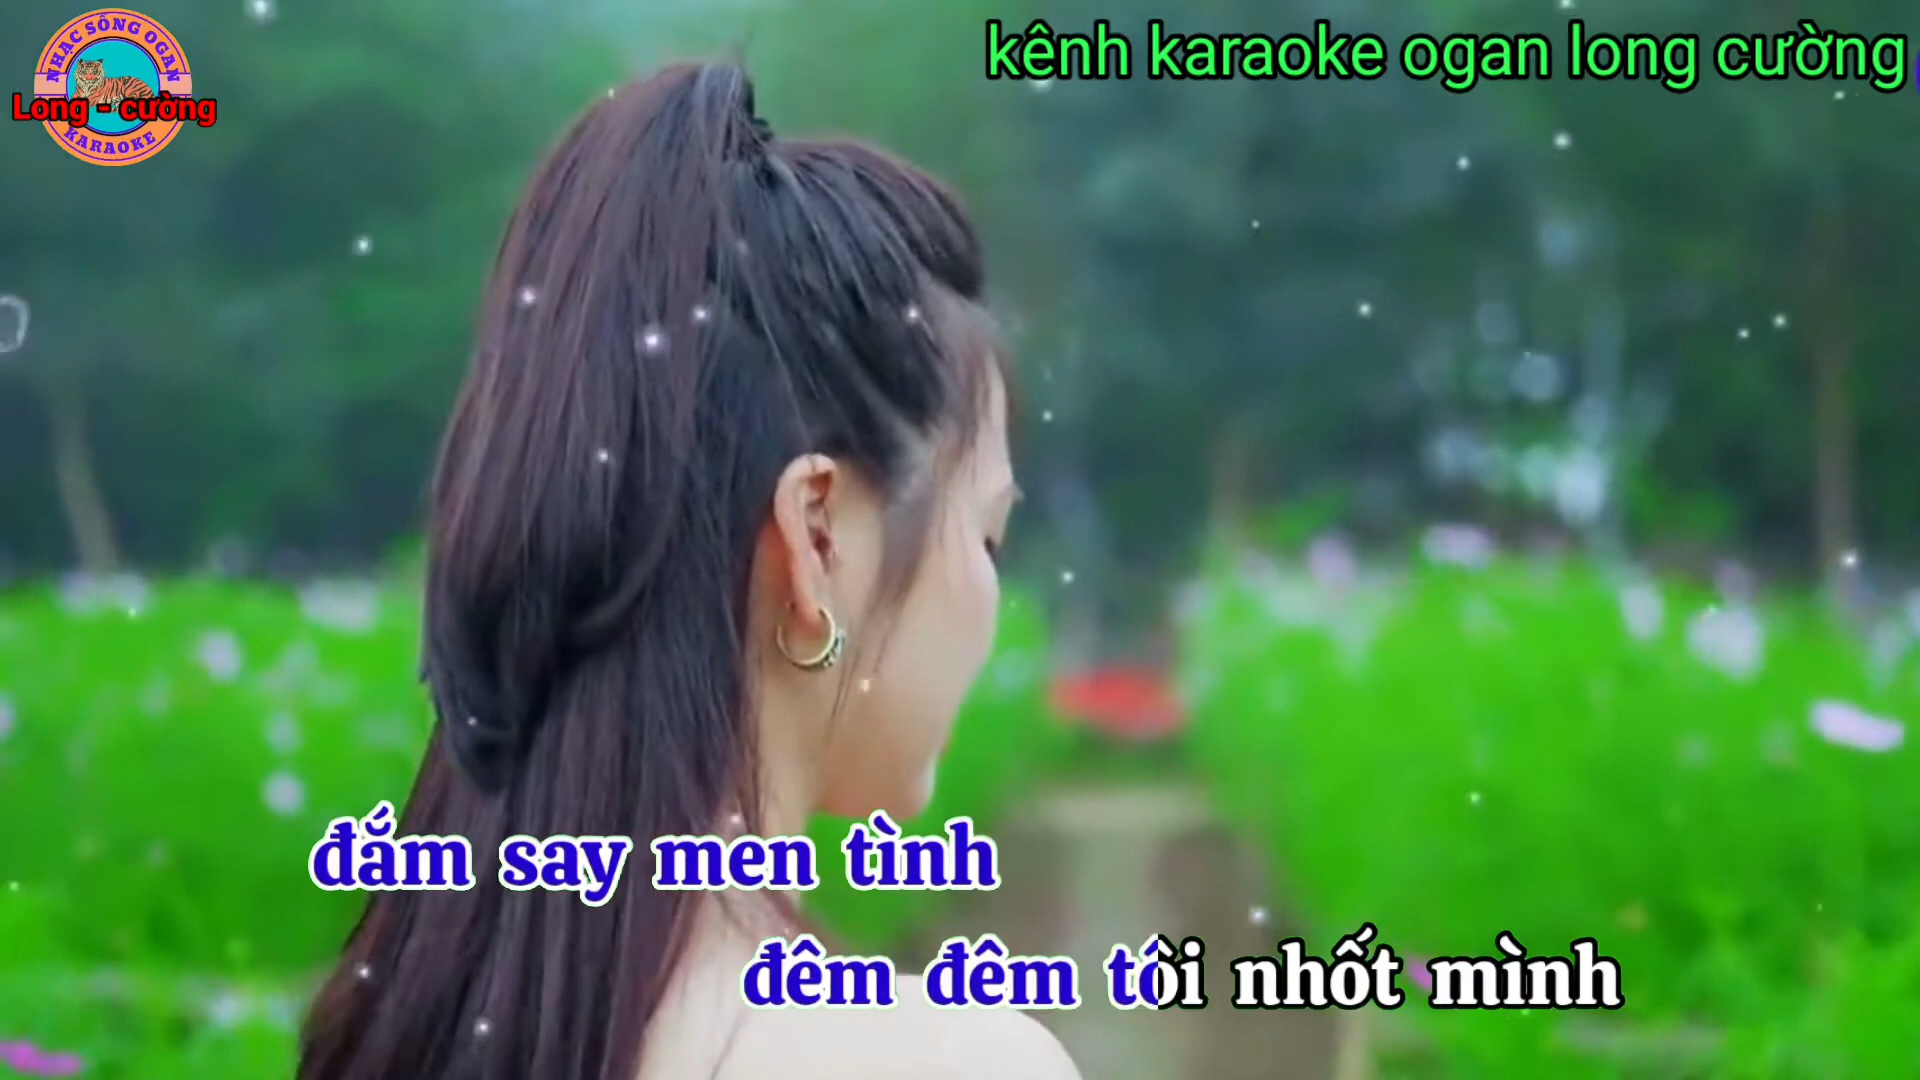 NHẠC SÔNG OGAN
Long - cường
KARAOKE
kênh karaoke ogan long cường
đắm say men tình
đêm đêm tôi nhốt mình